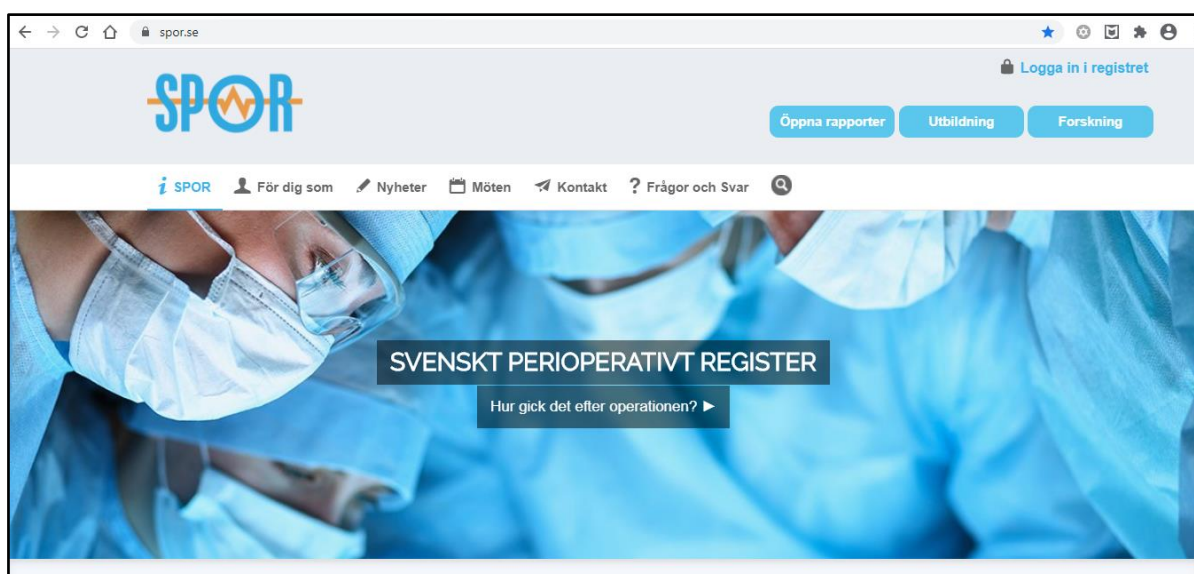 spor.se
Logga in i registret
SPOR
Öppna rapporter Utbildning Forskning
i SPOR För dig som Nyheter Möten Kontakt ? Frågor och Svar
SVENSKT PERIOPERATIVT REGISTER
Hur gick det efter operationen? ►